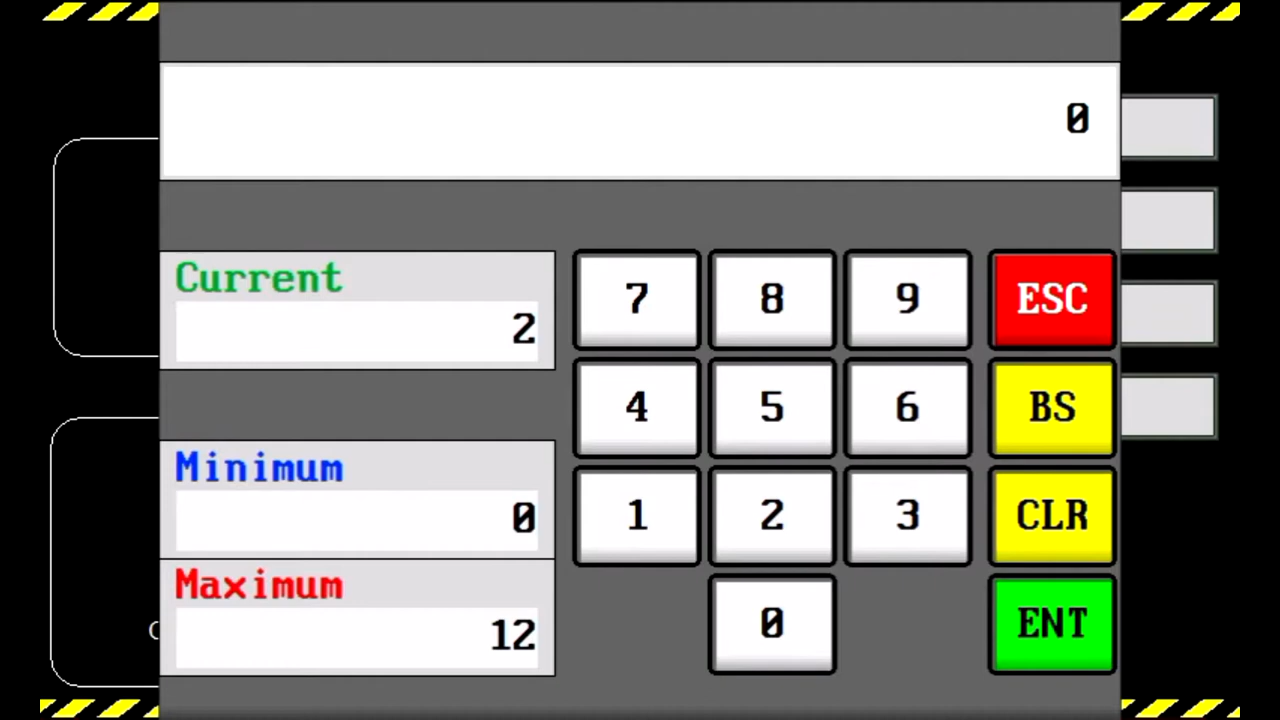 0
Current
2
7 8 9 ESC
4 5 6 BS
Minimum
0
1 2 3 CLR
Maximum
12
0 ENT